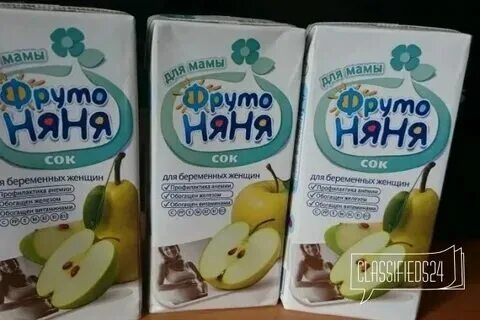 для мамы
Фруто
НЯНЯ
сок
для беременных женщин
Профилактика анемии
Обогащен железом
Обогащен витаминами
для мамы
Фруто
НЯНЯ
сок
для беременных женщин
Профилактика анемии
Обогащен железом
Обогащен витаминами
для мамы
Фруто
НЯНЯ
сок
для беременных женщин
Профилактика анемии
Обогащен железом
Обогащен витаминами
CLASSIFIEDS24